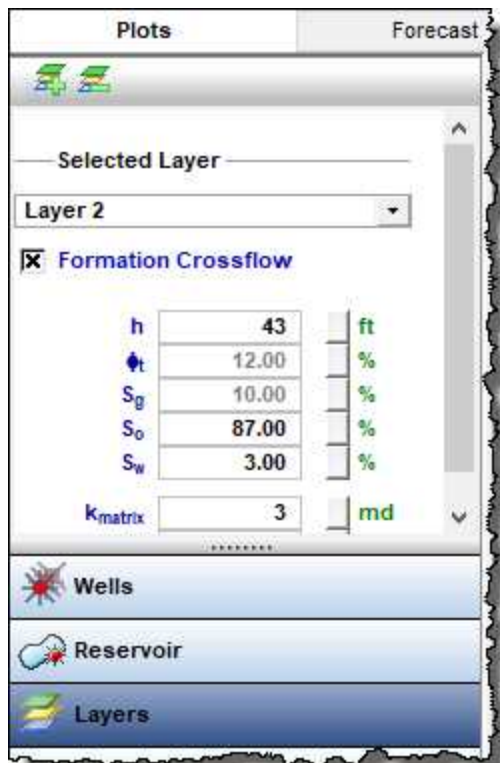 Plots Forecast
Selected Layer
Layer 2
Formation Crossflow
h 43 ft
ϕt 12.00 %
Sg 10.00 %
So 87.00 %
Sw 3.00 %
kmatrix 3 md
Wells
Reservoir
Layers